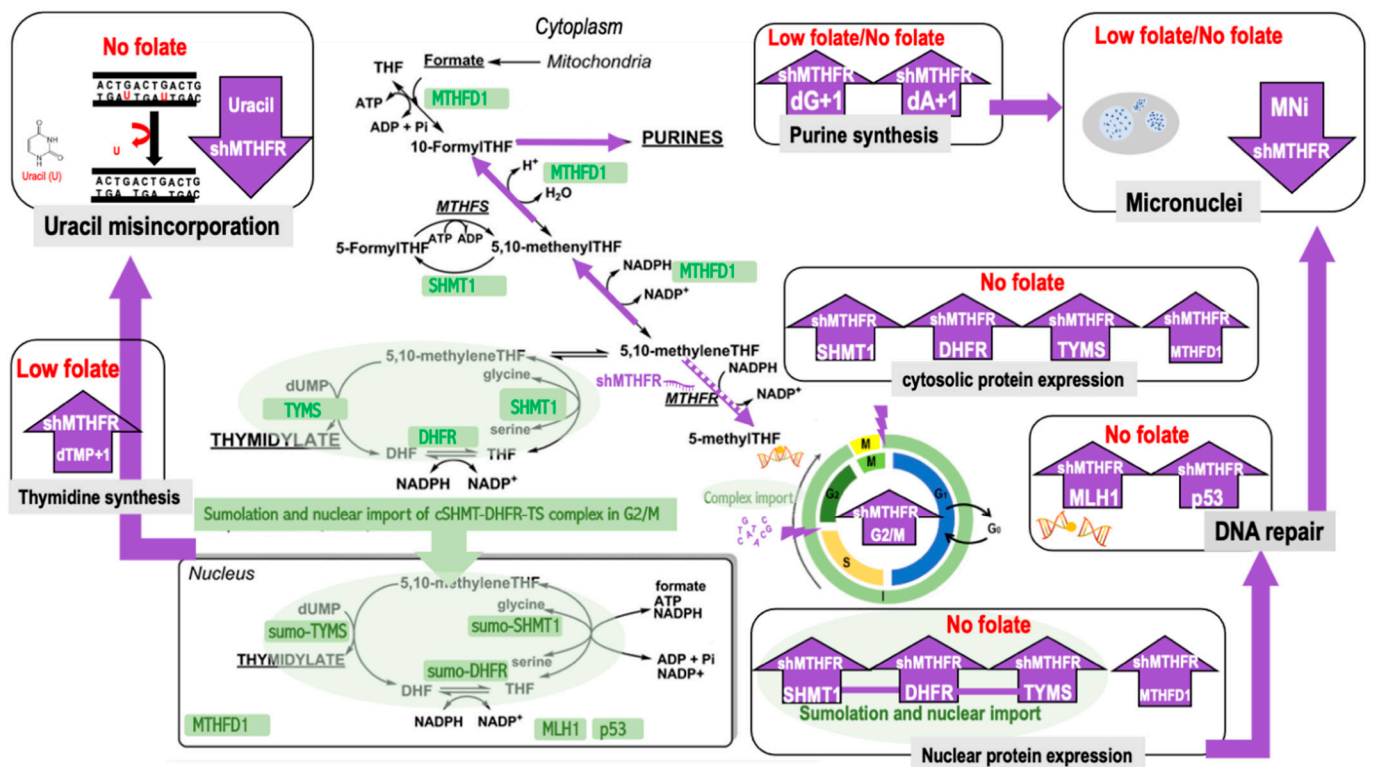 Cytoplasm
No folate
ACTGACTGACTG
TGAUTGAUTGAC
U
Uracil (U)
ACTGACTGACTG
TGA TGA TGAC
Uracil
shMTHFR
Uracil misincorporation
THF
Formate
Mitochondria
ATP
MTHFD1
ADP + Pi
10-FormylTHF
PURINES
H+
MTHFD1
H2O
MTHFS
5-FormylTHF
ATP ADP
5,10-methenylTHF
SHMT1
NADPH
MTHFD1
NADP+
5,10-methyleneTHF
5,10-methyleneTHF
glycine
dUMP
TYMS
SHMT1
THYMIDYLATE
serine
DHFR
DHF
THF
NADPH
NADP+
shMTHFR
MTHFR
NADPH
NADP+
5-methylTHF
Low folate/No folate
shMTHFR
dG+1
shMTHFR
dA+1
Purine synthesis
Low folate/No folate
MNi
shMTHFR
Micronuclei
No folate
shMTHFR
SHMT1
shMTHFR
DHFR
shMTHFR
TYMS
shMTHFR
MTHFD1
cytosolic protein expression
Low folate
shMTHFR
dTMP+1
Thymidine synthesis
Sumolation and nuclear import of cSHMT-DHFR-TS complex in G2/M
Complex import
M
M
G2
G1
S
I
G0
shMTHFR
G2/M
No folate
shMTHFR
MLH1
shMTHFR
p53
DNA repair
Nucleus
5,10-methyleneTHF
dUMP
glycine
sumo-TYMS
sumo-SHMT1
THYMIDYLATE
sumo-DHFR
serine
DHF
THF
NADPH
NADP+
formate
ATP
NADPH
ADP + Pi
NADP+
MTHFD1
MLH1
p53
No folate
shMTHFR
SHMT1
shMTHFR
DHFR
shMTHFR
TYMS
shMTHFR
MTHFD1
Sumolation and nuclear import
Nuclear protein expression